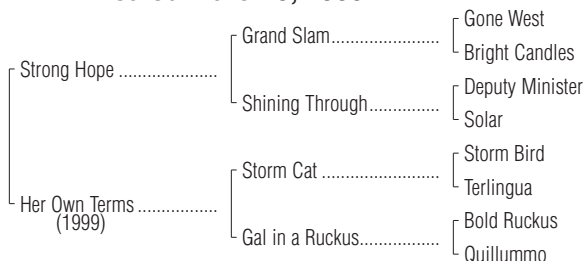 Gone West
Grand Slam
Bright Candles
Strong Hope
Deputy Minister
Shining Through
Solar
Storm Bird
Storm Cat
Terlingua
Her Own Terms
(1999)
Bold Ruckus
Gal in a Ruckus
Quillummo